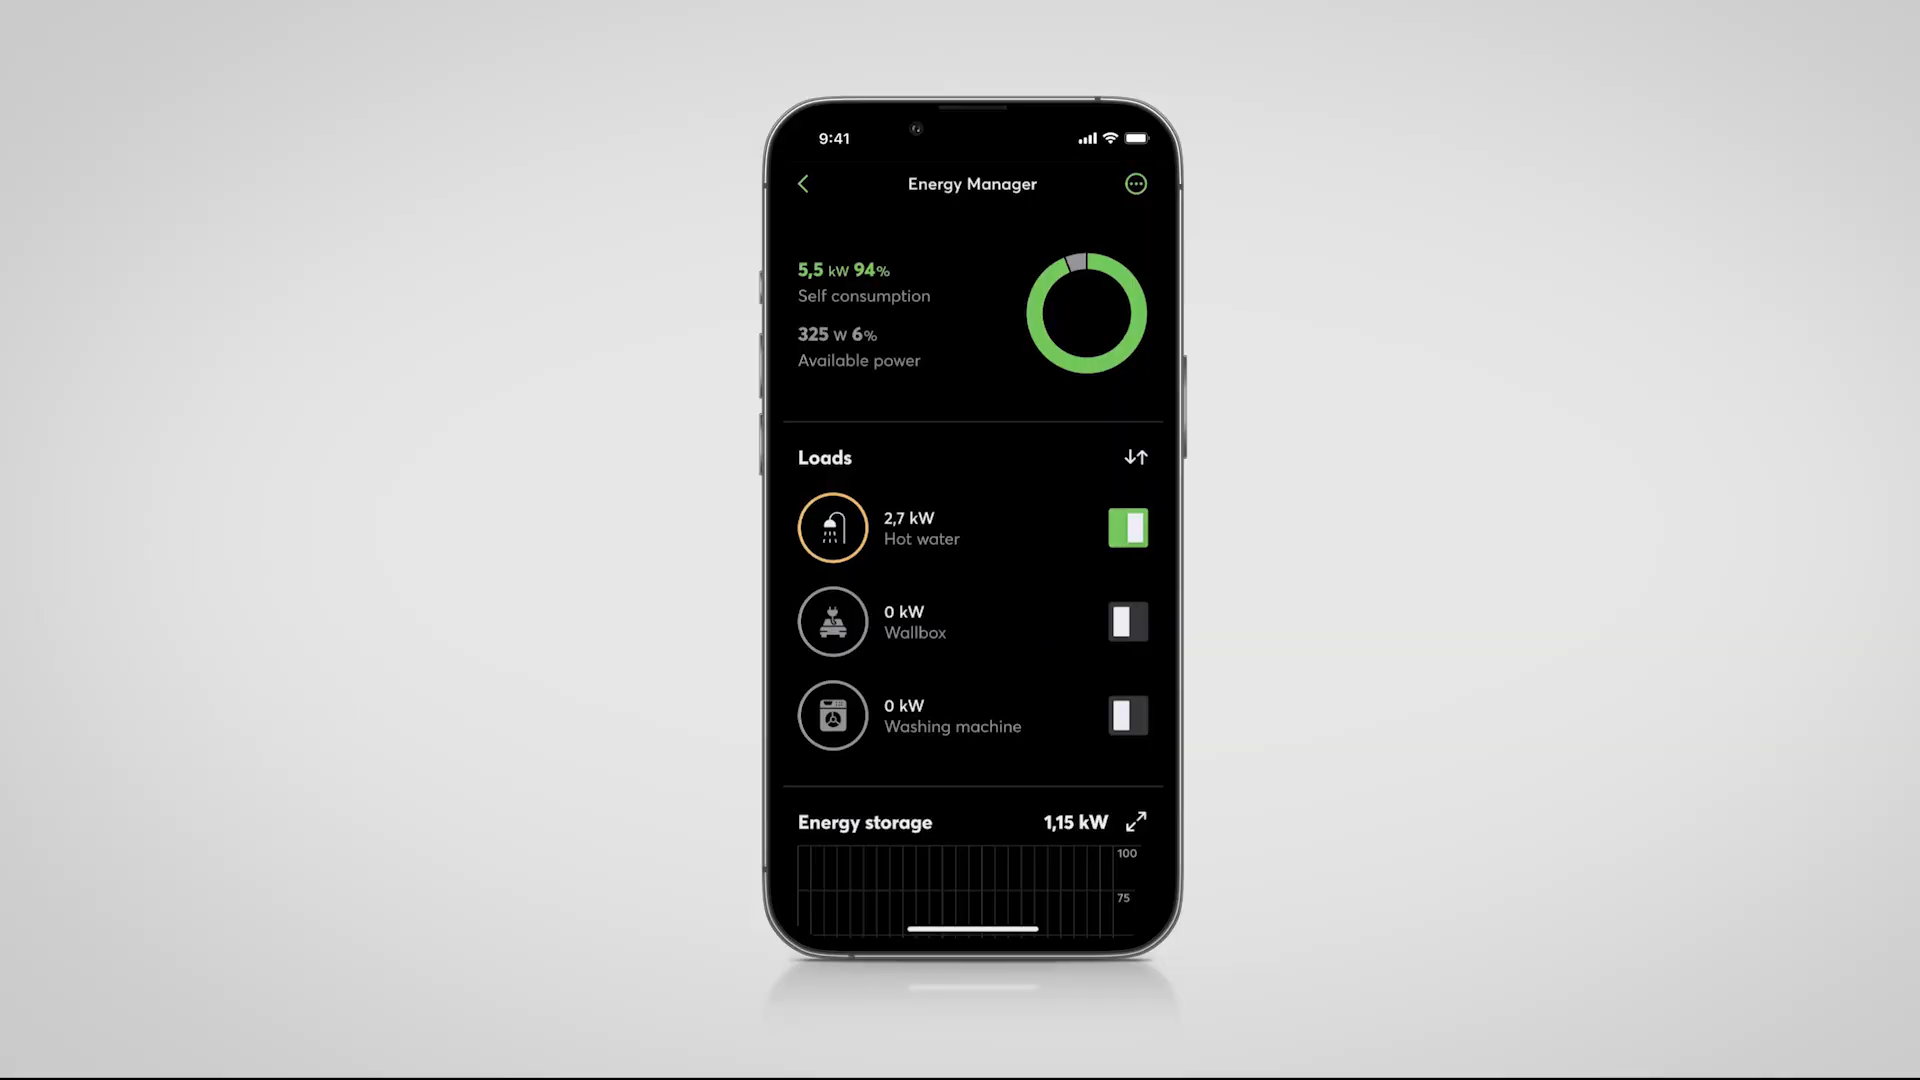 9:41
Energy Manager
5,5 kW 94%
Self consumption
325 W 6%
Available power
Loads
2,7 kW
Hot water
0 kW
Wallbox
0 kW
Washing machine
Energy storage 1,15 kW
100
75